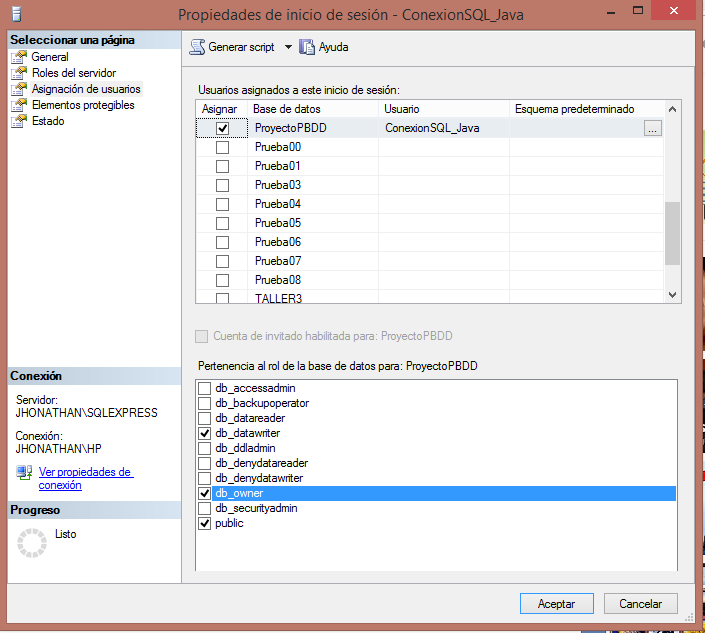 Propiedades de inicio de sesión - ConexionSQL_Java
Seleccionar una página
General
Roles del servidor
Asignación de usuarios
Elementos protegibles
Estado
Generar script
Ayuda
Usuarios asignados a este inicio de sesión:
Asignar Base de datos Usuario Esquema predeterminado
ProyectoPBDD ConexionSQL_Java ...
Prueba00
Prueba01
Prueba03
Prueba04
Prueba05
Prueba06
Prueba07
Prueba08
TALLER3
Cuenta de invitado habilitada para: ProyectoPBDD
Pertenencia al rol de la base de datos para: ProyectoPBDD
db_accessadmin
db_backupoperator
db_datareader
db_datawriter
db_ddladmin
db_denydatareader
db_denydatawriter
db_owner
db_securityadmin
public
Conexión
Servidor:
JHONATHAN\SQLEXPRESS
Conexión:
JHONATHAN\HP
Ver propiedades de
conexión
Progreso
Listo
Aceptar
Cancelar